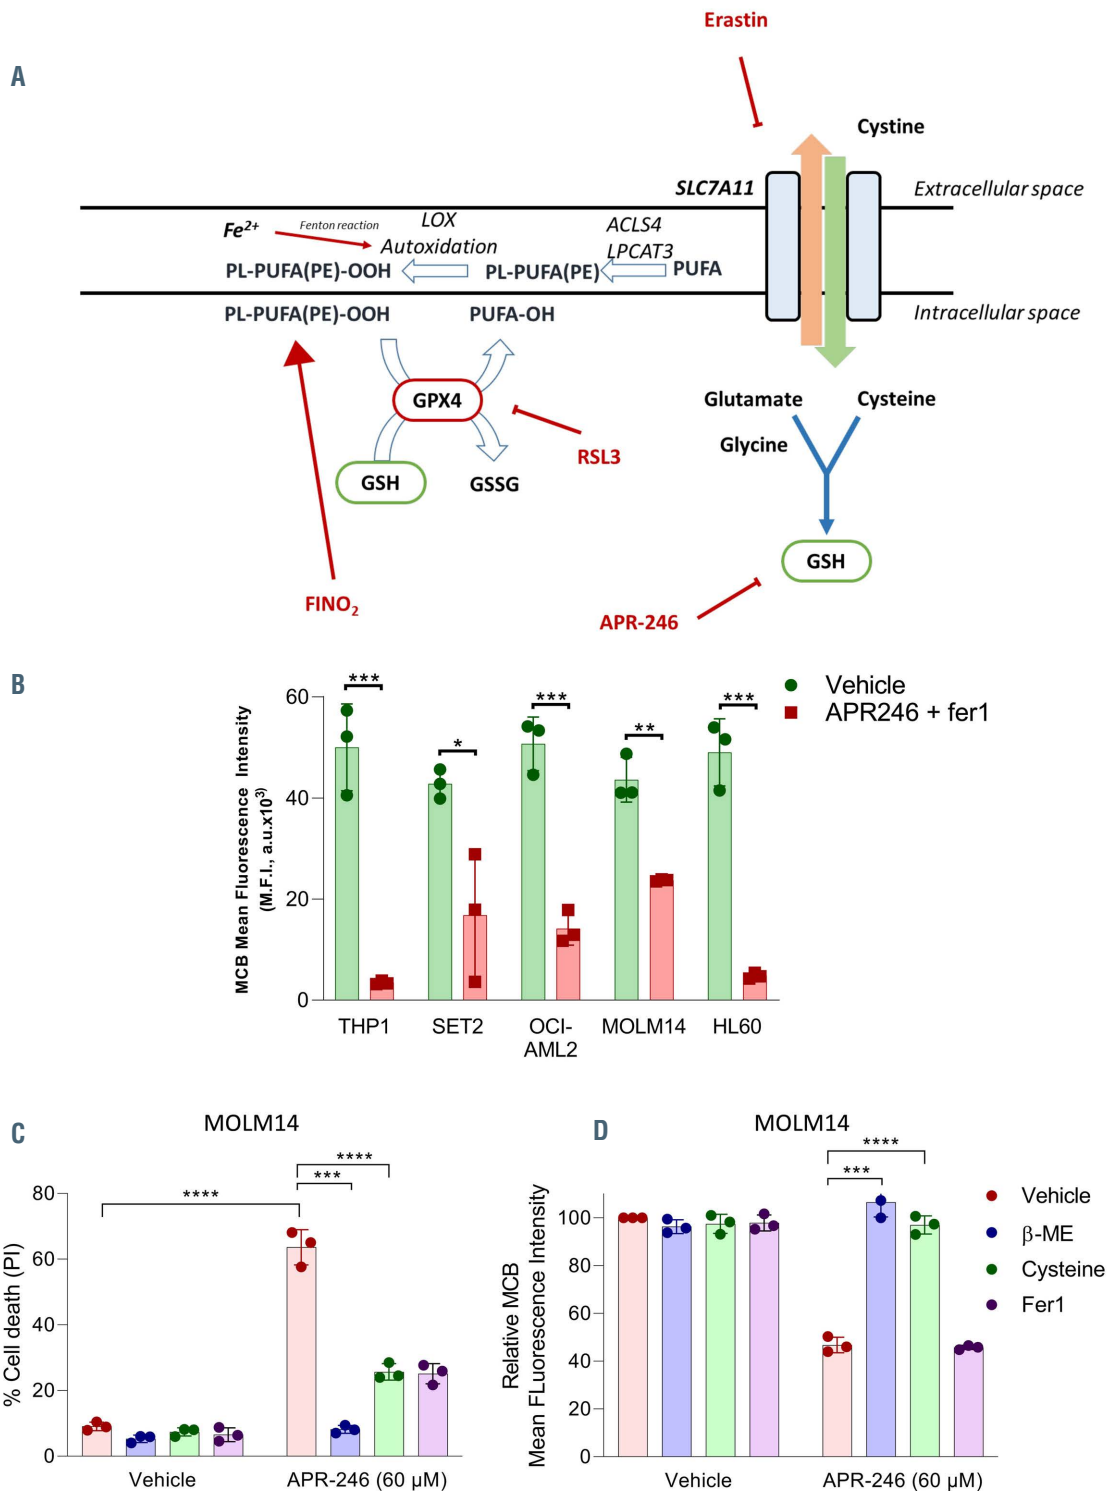 A
Erastin
Cystine
SLC7A11
Extracellular space
Fe2+
Fenton reaction
LOX
Autoxidation
ACLS4
LPCAT3
PL-PUFA(PE)-OOH
PL-PUFA(PE)
PUFA
PL-PUFA(PE)-OOH
PUFA-OH
Intracellular space
GPX4
Glutamate
Cysteine
Glycine
RSL3
GSH
GSSG
GSH
FINO2
APR-246
B
MCB Mean Fluorescence Intensity
(M.F.I., a.u.x10³)
60
40
20
0
***
*
***
**
***
Vehicle
APR246 + fer1
THP1
SET2
OCI-
AML2
MOLM14
HL60
C
MOLM14
% Cell death (PI)
80
60
40
20
0
****
****
***
Vehicle
APR-246 (60 µM)
D
MOLM14
Relative MCB
Mean FLuorescence Intensity
100
80
60
40
20
0
****
***
Vehicle
APR-246 (60 µM)
Vehicle
β-ME
Cysteine
Fer1